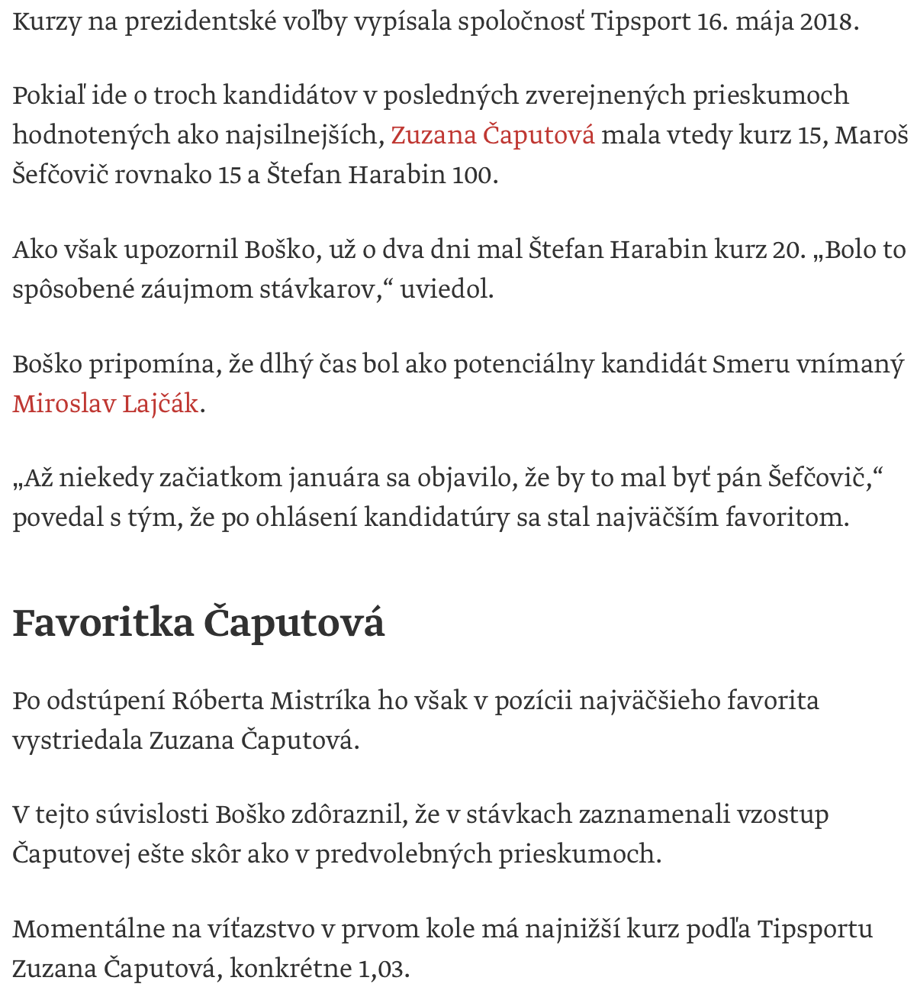 Kurzy na prezidentské voľby vypísala spoločnosť Tipsport 16. mája 2018.
Pokiaľ ide o troch kandidátov v posledných zverejnených prieskumoch
hodnotených ako najsilnejších, Zuzana Čaputová mala vtedy kurz 15, Maroš
Šefčovič rovnako 15 a Štefan Harabin 100.
Ako však upozornil Boško, už o dva dni mal Štefan Harabin kurz 20. „Bolo to
spôsobené záujmom stávkarov,“ uviedol.
Boško pripomína, že dlhý čas bol ako potenciálny kandidát Smeru vnímaný
Miroslav Lajčák.
„Až niekedy začiatkom januára sa objavilo, že by to mal byť pán Šefčovič,“
povedal s tým, že po ohlásení kandidatúry sa stal najväčším favoritom.
Favoritka Čaputová
Po odstúpení Róberta Mistríka ho však v pozícii najväčšieho favorita
vystriedala Zuzana Čaputová.
V tejto súvislosti Boško zdôraznil, že v stávkach zaznamenali vzostup
Čaputovej ešte skôr ako v predvolebných prieskumoch.
Momentálne na víťazstvo v prvom kole má najnižší kurz podľa Tipsportu
Zuzana Čaputová, konkrétne 1,03.